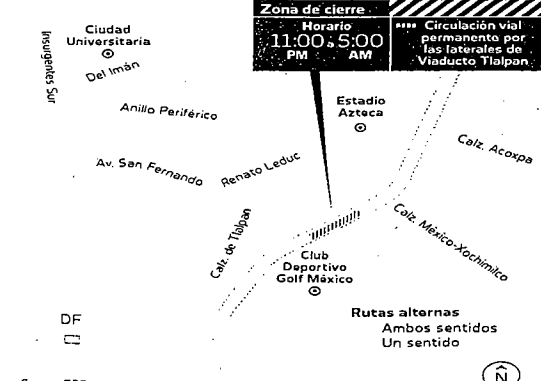 Zona de cierre
Horario
11:00 a 5:00
PM AM
Circulación vial
permanente por
las laterales de
Viaducto Tlalpan
Ciudad
Universitaria
Insurgentes Sur
Del Imán
Anillo Periférico
Estadio
Azteca
Calz. Acoxpa
Av. San Fernando
Renato Leduc
Calz. de Tlalpan
Calz. México-Xochimilco
Club
Deportivo
Golf México
Rutas alternas
Ambos sentidos
Un sentido
DF
N